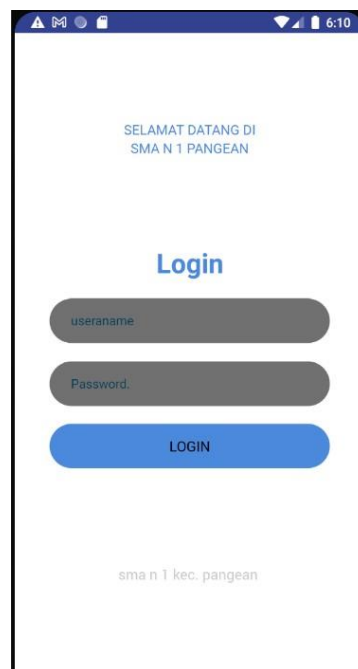 6:10
SELAMAT DATANG DI
SMA N 1 PANGEAN
Login
useraname
Password.
LOGIN
sma n 1 kec. pangean